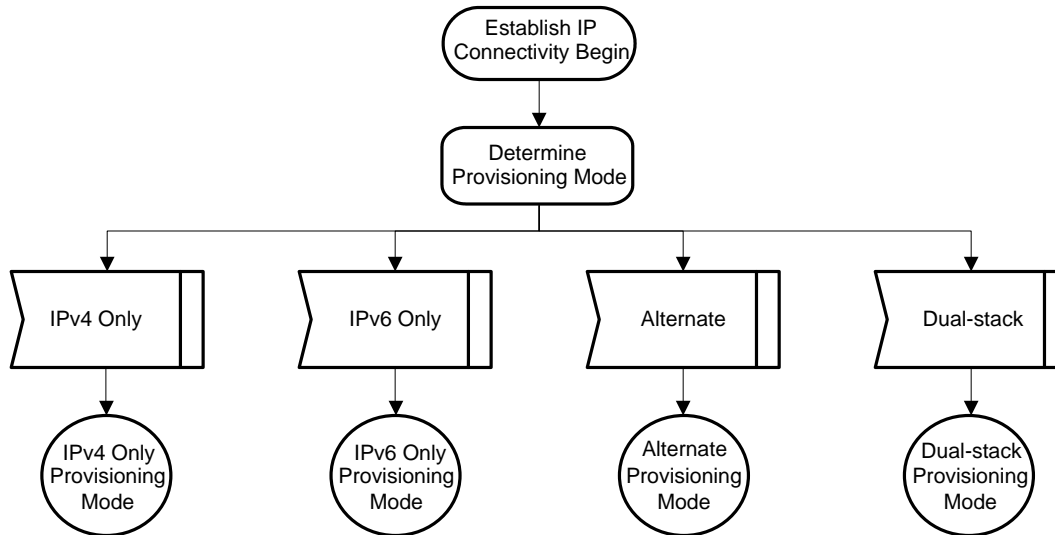 Establish IP
Connectivity Begin
Determine
Provisioning Mode
IPv4 Only
IPv6 Only
Alternate
Dual-stack
IPv4 Only
Provisioning
Mode
IPv6 Only
Provisioning
Mode
Alternate
Provisioning
Mode
Dual-stack
Provisioning
Mode